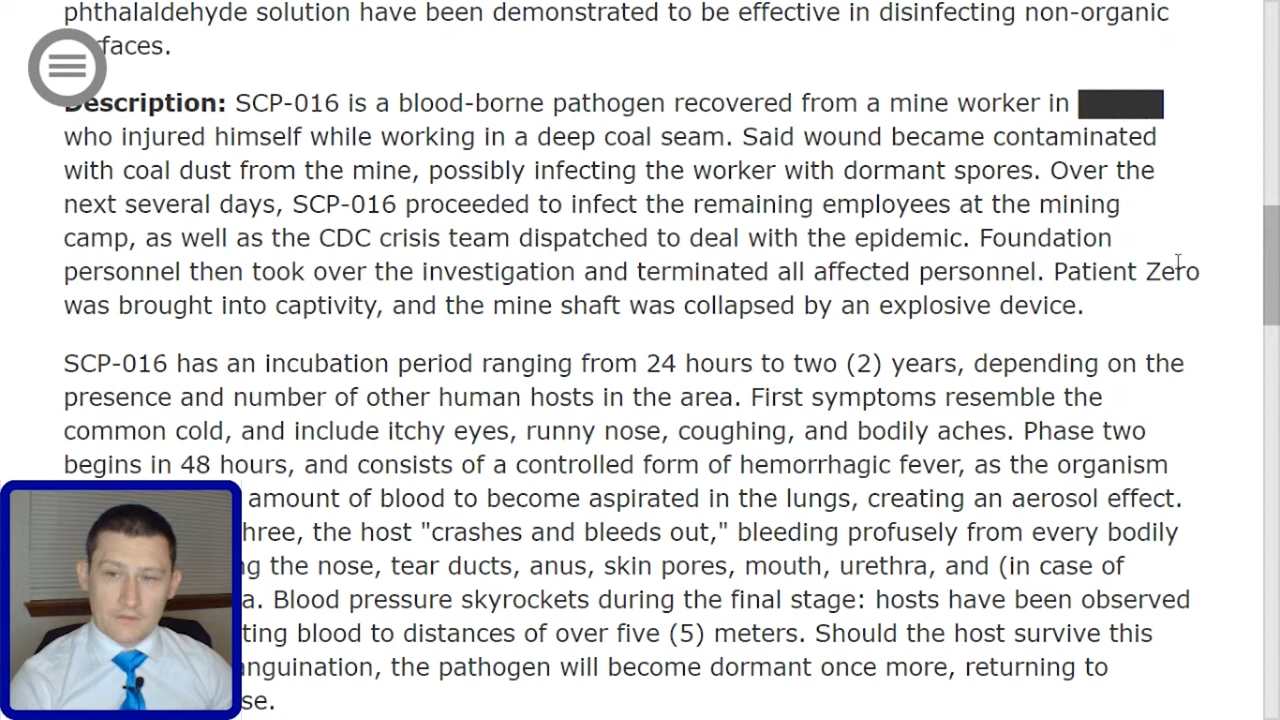 phthalaldehyde solution have been demonstrated to be effective in disinfecting non-organic
faces.
Description: SCP-016 is a blood-borne pathogen recovered from a mine worker in
who injured himself while working in a deep coal seam. Said wound became contaminated
with coal dust from the mine, possibly infecting the worker with dormant spores. Over the
next several days, SCP-016 proceeded to infect the remaining employees at the mining
camp, as well as the CDC crisis team dispatched to deal with the epidemic. Foundation
personnel then took over the investigation and terminated all affected personnel. Patient Zero
was brought into captivity, and the mine shaft was collapsed by an explosive device.
SCP-016 has an incubation period ranging from 24 hours to two (2) years, depending on the
presence and number of other human hosts in the area. First symptoms resemble the
common cold, and include itchy eyes, runny nose, coughing, and bodily aches. Phase two
begins in 48 hours, and consists of a controlled form of hemorrhagic fever, as the organism
amount of blood to become aspirated in the lungs, creating an aerosol effect.
hree, the host "crashes and bleeds out," bleeding profusely from every bodily
g the nose, tear ducts, anus, skin pores, mouth, urethra, and (in case of
a. Blood pressure skyrockets during the final stage: hosts have been observed
ting blood to distances of over five (5) meters. Should the host survive this
anguination, the pathogen will become dormant once more, returning to
se.